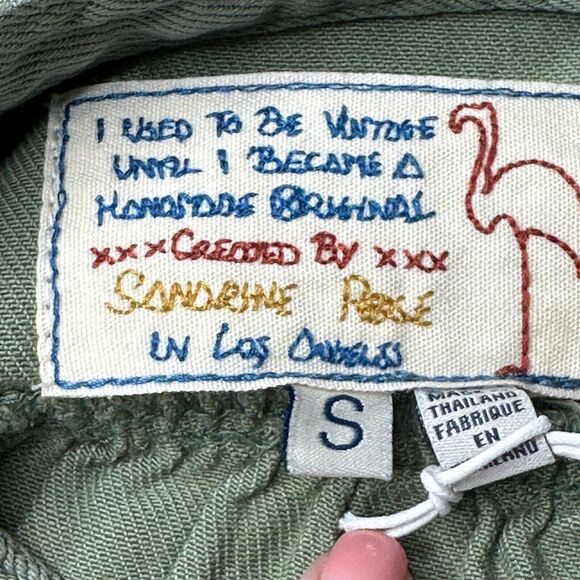 I USED TO BE VINTAGE
UNTIL I BECAME A
HANDMADE ORIGINAL
xxx CREATED BY xxx
SANDRINE ROSE
IN LOS ANGELES
S
MADE
THAILAND
FABRIQUE
EN